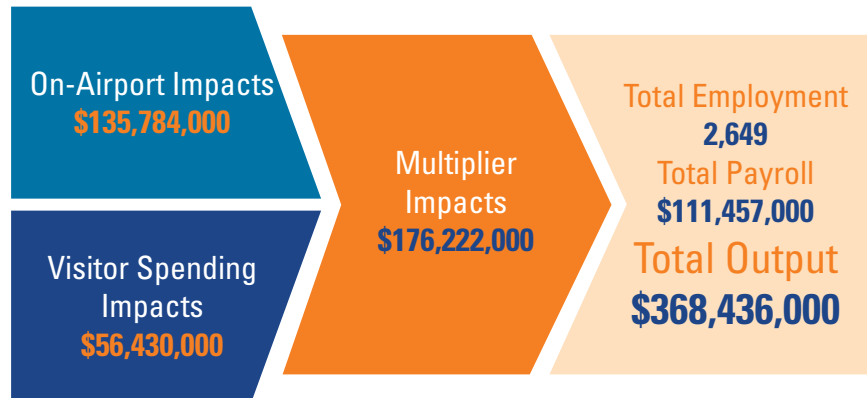 On-Airport Impacts
$135,784,000
Visitor Spending
Impacts
$56,430,000
Multiplier
Impacts
$176,222,000
Total Employment
2,649
Total Payroll
$111,457,000
Total Output
$368,436,000